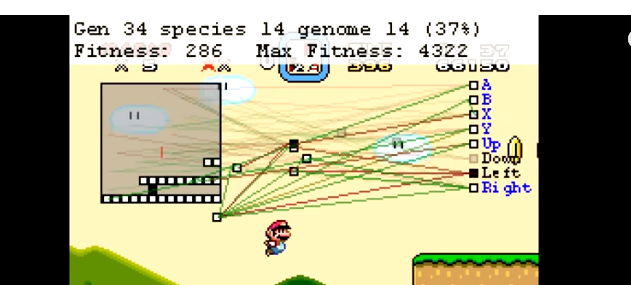 Gen 34 species 14 genome 14 (37%)
Fitness: 286 Max Fitness: 4322
A
B
X
Y
Up
Down
Left
Right